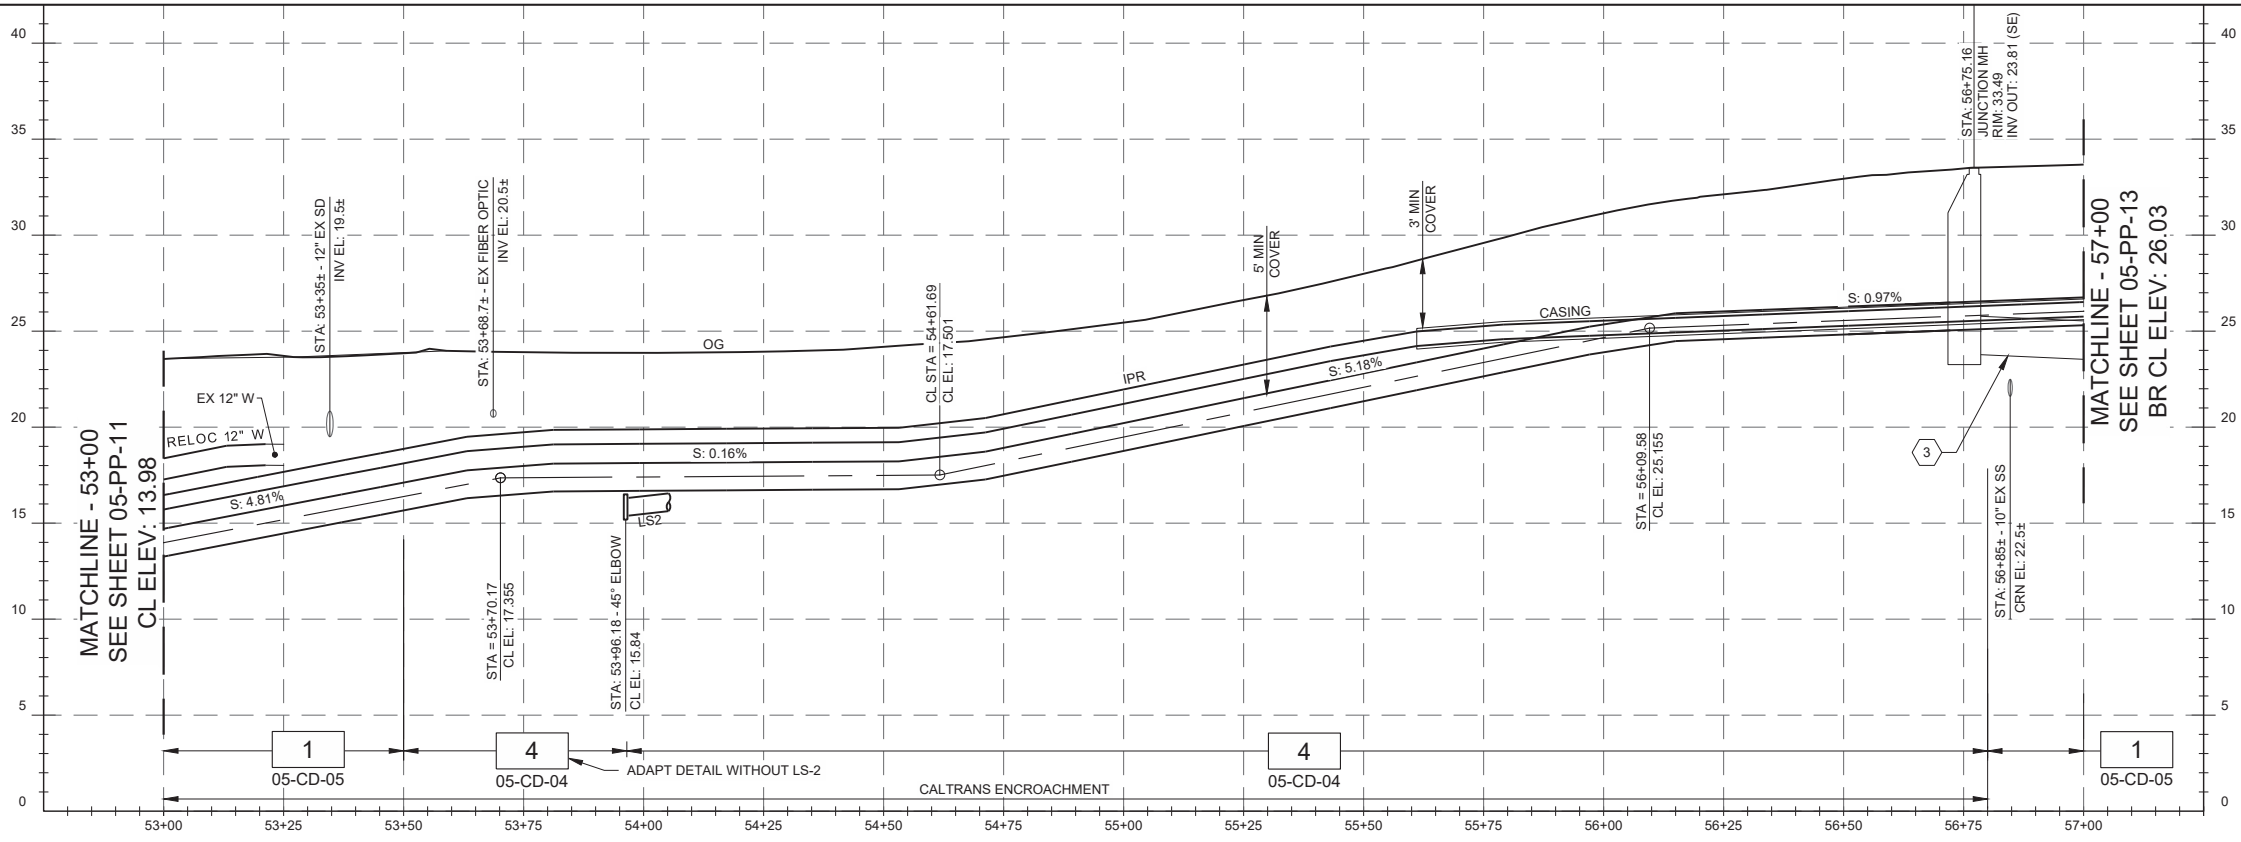 40
35
30
25
20
15
10
5
0
40
35
30
25
20
15
10
5
0
MATCHLINE - 53+00
SEE SHEET 05-PP-11
CL ELEV: 13.98
RELOC 12" W
EX 12" W
S: 4.81%
STA: 53+35± - 12" EX SD
INV EL: 19.5±
STA: 53+68.7± - EX FIBER OPTIC
INV EL: 20.5±
STA = 53+70.17
CL EL: 17.355
STA: 53+96.18 - 45° ELBOW
CL EL: 15.84
LS2
S: 0.16%
OG
CL STA = 54+61.69
CL EL: 17.501
IPR
5' MIN
COVER
S: 5.18%
3' MIN
COVER
CASING
STA = 56+09.58
CL EL: 25.155
S: 0.97%
STA: 56+75.16
JUNCTION MH
RIM: 33.49
INV OUT: 23.81 (SE)
3
STA: 56+85± - 10" EX SS
CRN EL: 22.5±
MATCHLINE - 57+00
SEE SHEET 05-PP-13
BR CL ELEV: 26.03
1
05-CD-05
4
05-CD-04
ADAPT DETAIL WITHOUT LS-2
4
05-CD-04
1
05-CD-05
CALTRANS ENCROACHMENT
53+00 53+25 53+50 53+75 54+00 54+25 54+50 54+75 55+00 55+25 55+50 55+75 56+00 56+25 56+50 56+75 57+00